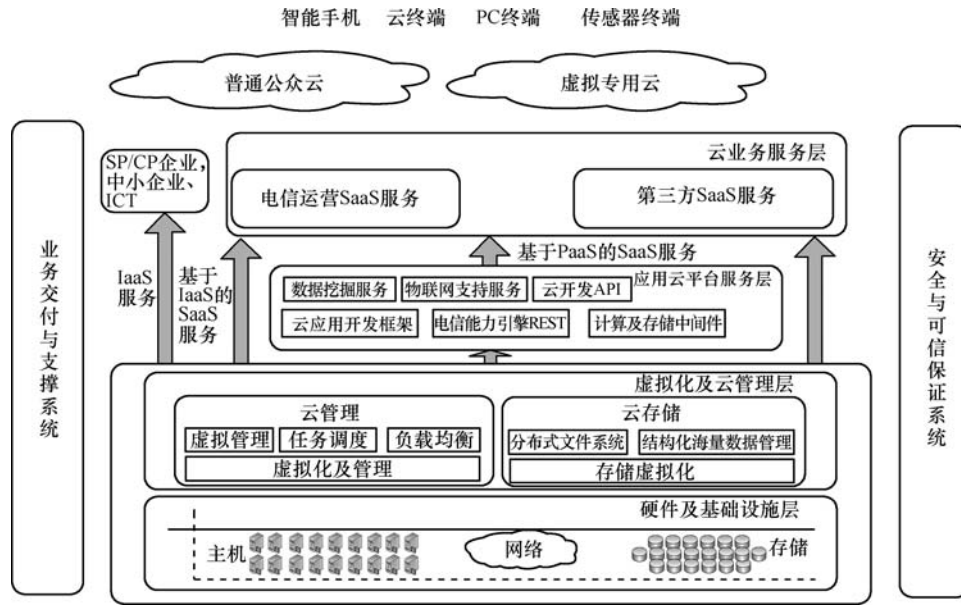 智能手机 云终端 PC终端 传感器终端
普通公众云
虚拟专用云
业务交付与支撑系统
SP/CP企业，
中小企业、
ICT
云业务服务层
电信运营SaaS服务
第三方SaaS服务
安全与可信保证系统
IaaS
服务
基于
IaaS的
SaaS
服务
基于PaaS的SaaS服务
应用云平台服务层
数据挖掘服务
物联网支持服务
云开发API
云应用开发框架
电信能力引擎REST
计算及存储中间件
虚拟化及云管理层
云管理
虚拟管理
任务调度
负载均衡
虚拟化及管理
云存储
分布式文件系统
结构化海量数据管理
存储虚拟化
硬件及基础设施层
主机
网络
存储